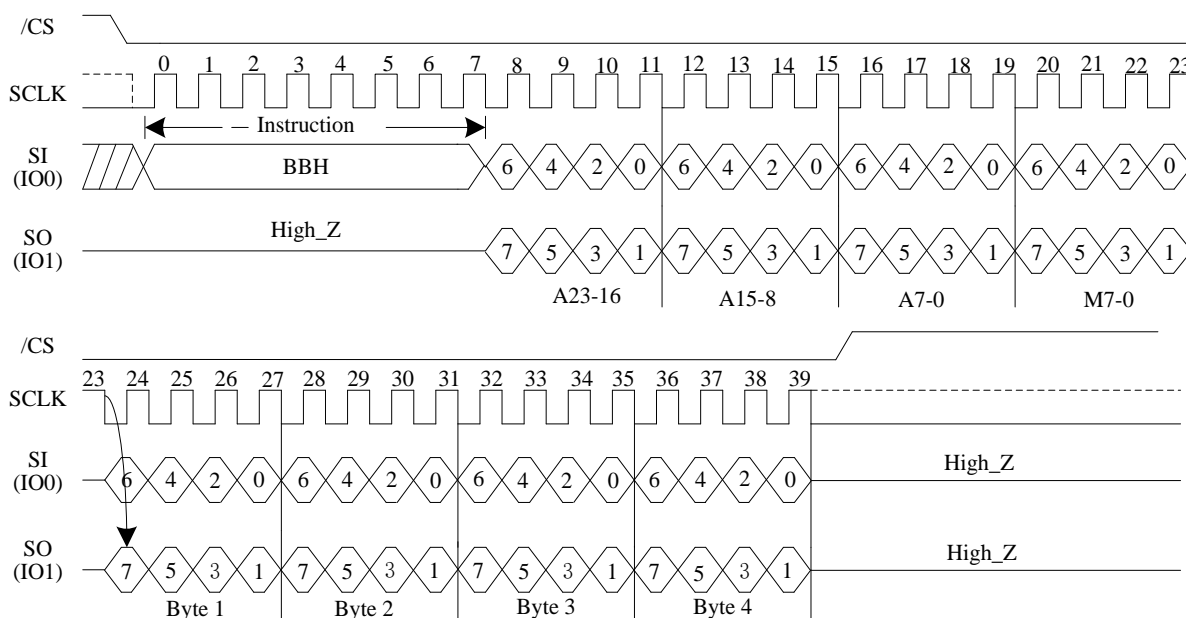 /CS
0 1 2 3 4 5 6 7 8 9 10 11 12 13 14 15 16 17 18 19 20 21 22 23
SCLK
Instruction
SI
(IO0)
BBH
6 4 2 0 6 4 2 0 6 4 2 0 6 4 2 0
High_Z
SO
(IO1)
7 5 3 1 7 5 3 1 7 5 3 1 7 5 3 1
A23-16 A15-8 A7-0 M7-0
/CS
23 24 25 26 27 28 29 30 31 32 33 34 35 36 37 38 39
SCLK
SI
(IO0)
6 4 2 0 6 4 2 0 6 4 2 0 6 4 2 0
High_Z
SO
(IO1)
7 5 3 1 7 5 3 1 7 5 3 1 7 5 3 1
High_Z
Byte 1 Byte 2 Byte 3 Byte 4